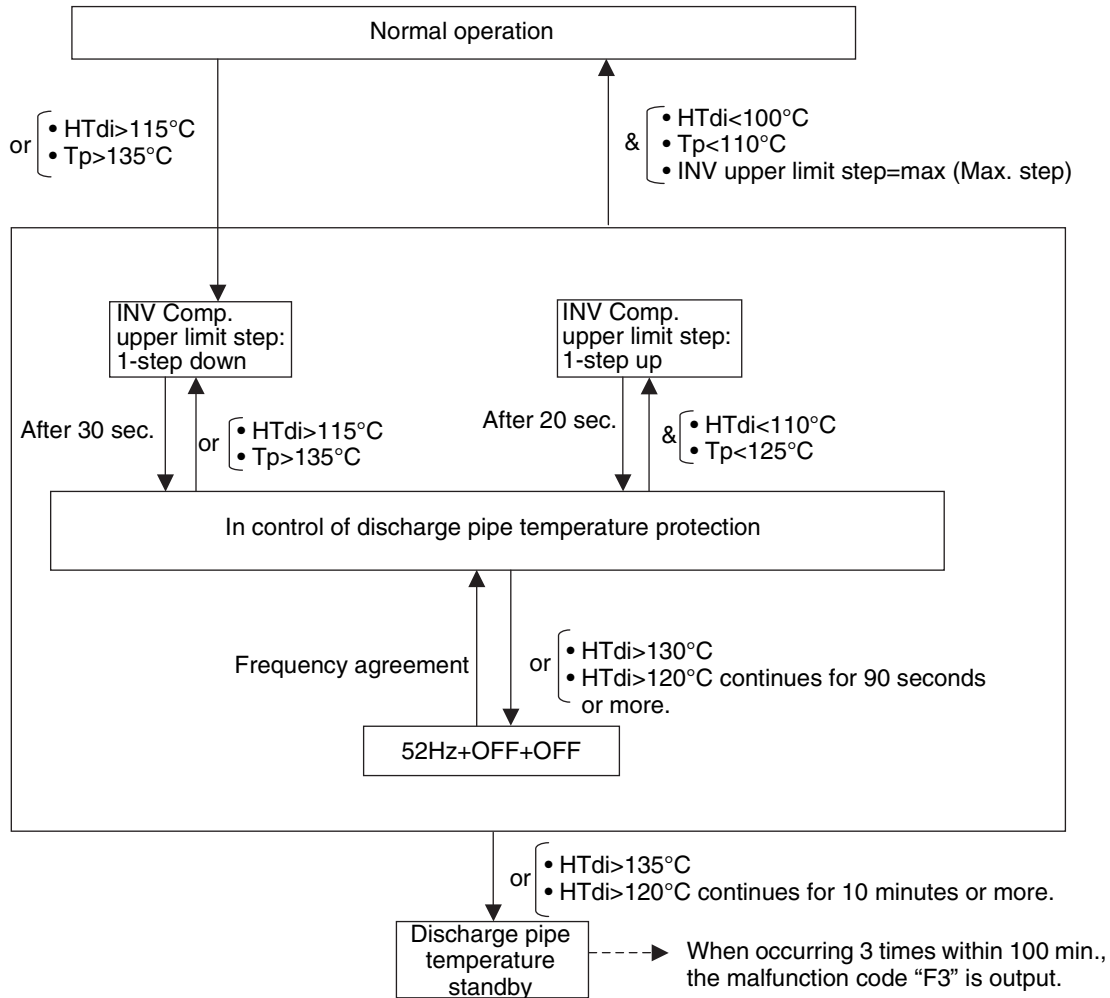 Normal operation
or
• HTdi>115°C
• Tp>135°C
&
• HTdi<100°C
• Tp<110°C
• INV upper limit step=max (Max. step)
INV Comp.
upper limit step:
1-step down
INV Comp.
upper limit step:
1-step up
After 30 sec.
or
• HTdi>115°C
• Tp>135°C
After 20 sec.
&
• HTdi<110°C
• Tp<125°C
In control of discharge pipe temperature protection
Frequency agreement
or
• HTdi>130°C
• HTdi>120°C continues for 90 seconds
or more.
52Hz+OFF+OFF
or
• HTdi>135°C
• HTdi>120°C continues for 10 minutes or more.
Discharge pipe
temperature
standby
When occurring 3 times within 100 min.,
the malfunction code “F3” is output.